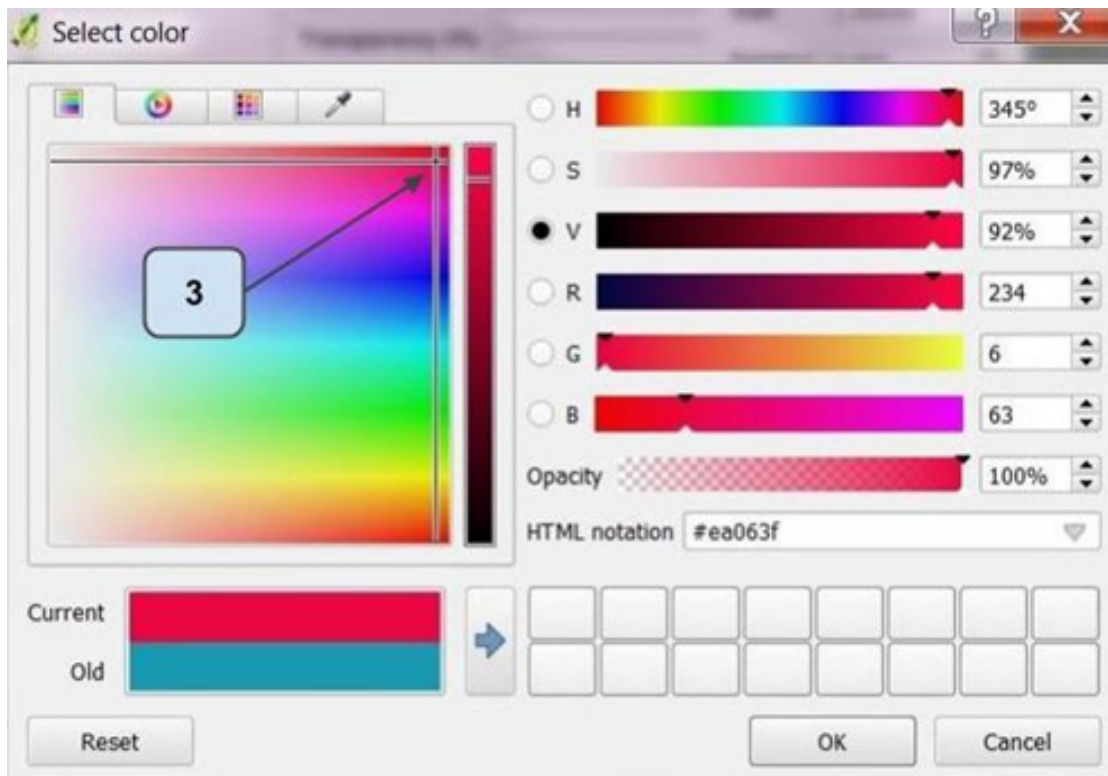 Select color
?
X
H 345°
S 97%
3
V 92%
R 234
G 6
B 63
Opacity 100%
HTML notation #ea063f
Current
Old
Reset
OK
Cancel